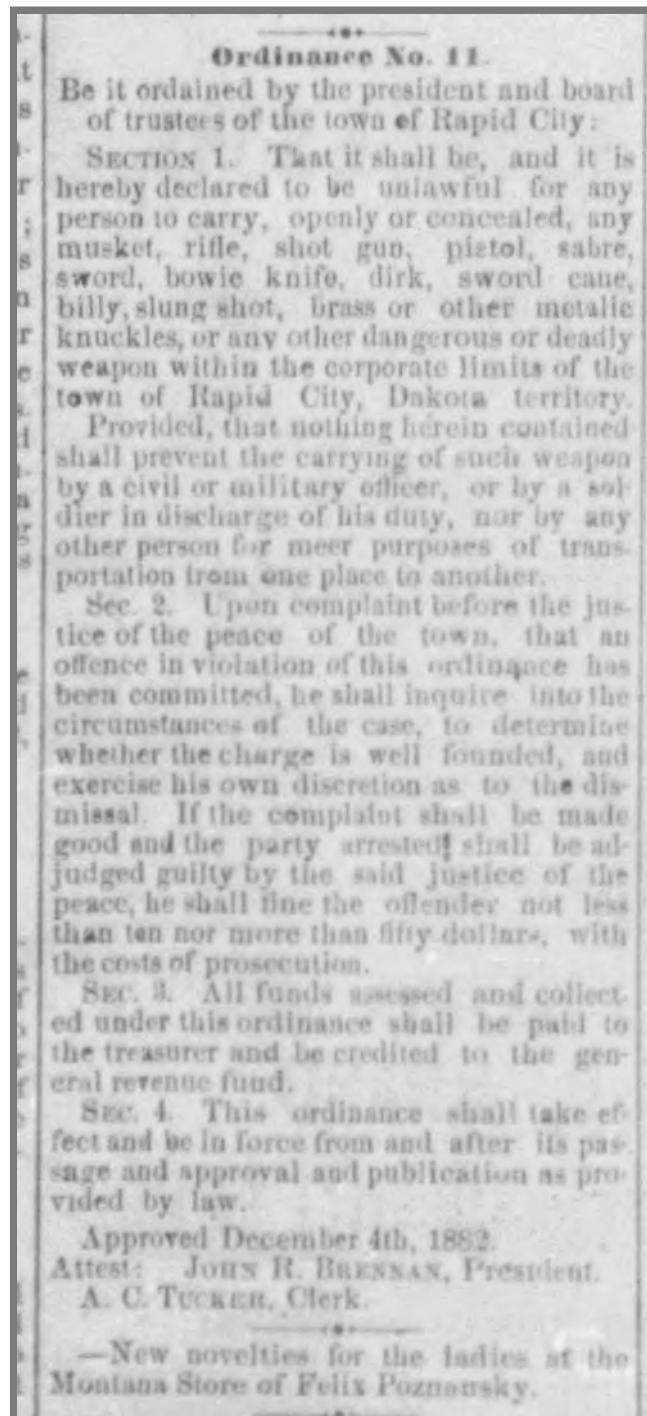 Ordinance No. 11.
Be it ordained by the president and board
of trustees of the town of Rapid City:
SECTION 1. That it shall be, and it is
hereby declared to be unlawful for any
person to carry, openly or concealed, any
musket, rifle, shot gun, pistol, sabre,
sword, bowie knife, dirk, sword cane,
billy, slung shot, brass or other metalic
knuckles, or any other dangerous or deadly
weapon within the corporate limits of the
town of Rapid City, Dakota territory.
Provided, that nothing herein contained
shall prevent the carrying of such weapon
by a civil or military officer, or by a sol-
dier in discharge of his duty, nor by any
other person for meer purposes of trans-
portation from one place to another.
Sec. 2. Upon complaint before the jus-
tice of the peace of the town, that an
offence in violation of this ordinance has
been committed, he shall inquire into the
circumstances of the case, to determine
whether the charge is well founded, and
exercise his own discretion as to the dis-
missal. If the complaint shall be made
good and the party arrested shall be ad-
judged guilty by the said justice of the
peace, he shall fine the offender not less
than ten nor more than fifty dollars, with
the costs of prosecution.
SEC. 3. All funds assessed and collect-
ed under this ordinance shall be paid to
the treasurer and be credited to the gen-
eral revenue fund.
SEC. 4. This ordinance shall take ef-
fect and be in force from and after its pas-
sage and approval and publication as pro-
vided by law.
Approved December 4th, 1882.
Attest: JOHN R. BRENNAN, President.
A. C. TUCKER, Clerk.
—New novelties for the ladies at the
Montana Store of Felix Poznansky.